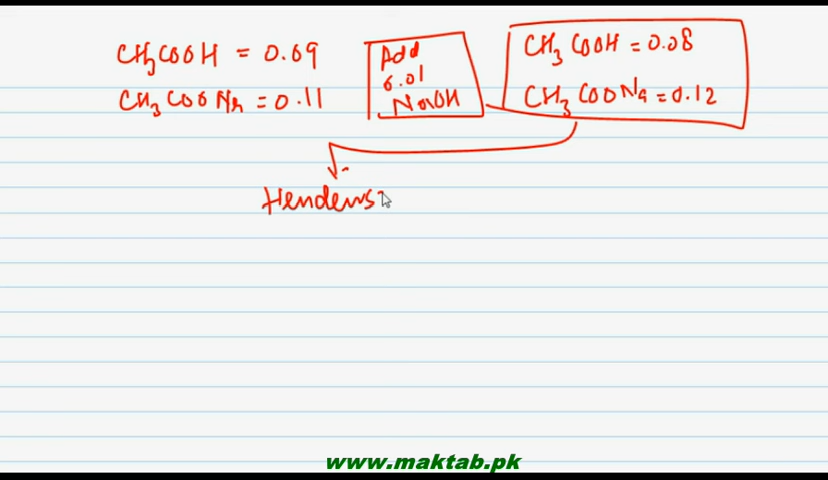 CH3COOH = 0.09
CH3COONa = 0.11
Add
0.01
NaOH
CH3COOH = 0.08
CH3COONa = 0.12
Henders
www.maktab.pk